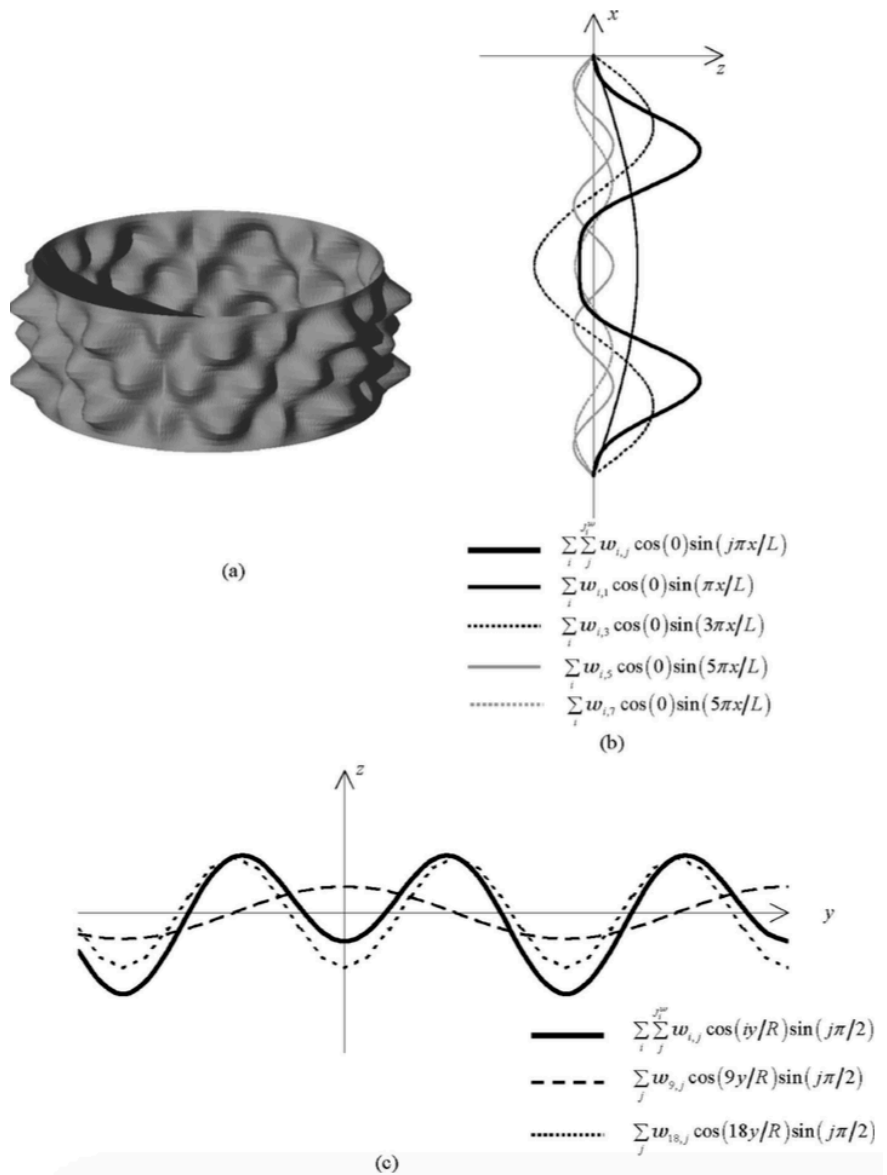 x
z
(a)
∑_i ∑_j^{J_i^w} w_{i,j} cos(0)sin(jπx/L)
∑_i w_{i,1} cos(0)sin(πx/L)
∑_i w_{i,3} cos(0)sin(3πx/L)
∑_i w_{i,5} cos(0)sin(5πx/L)
∑_i w_{i,7} cos(0)sin(5πx/L)
(b)
z
y
∑_i ∑_j^{J_i^w} w_{i,j} cos(iy/R)sin(jπ/2)
∑_j w_{9,j} cos(9y/R)sin(jπ/2)
∑_j w_{18,j} cos(18y/R)sin(jπ/2)
(c)